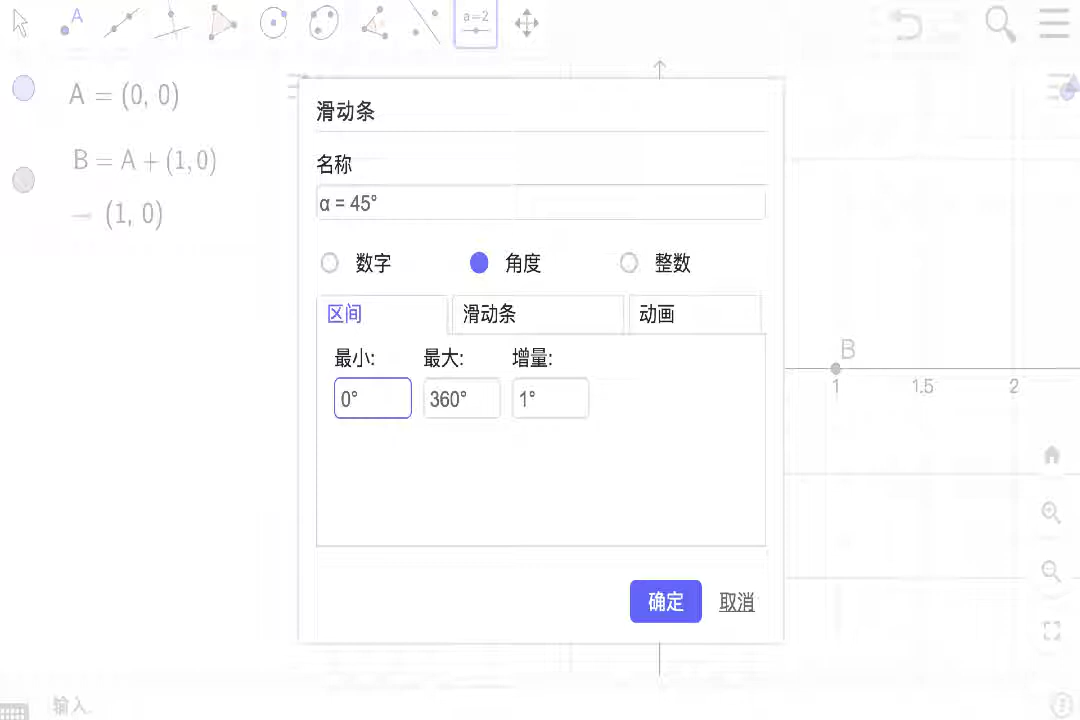 A
a=2
A = (0, 0)
B = A + (1, 0)
→ (1, 0)
滑动条
名称
α = 45°
数字 角度 整数
区间 滑动条 动画
最小: 最大: 增量:
0° 360° 1°
B
1 1.5 2
确定 取消
输入